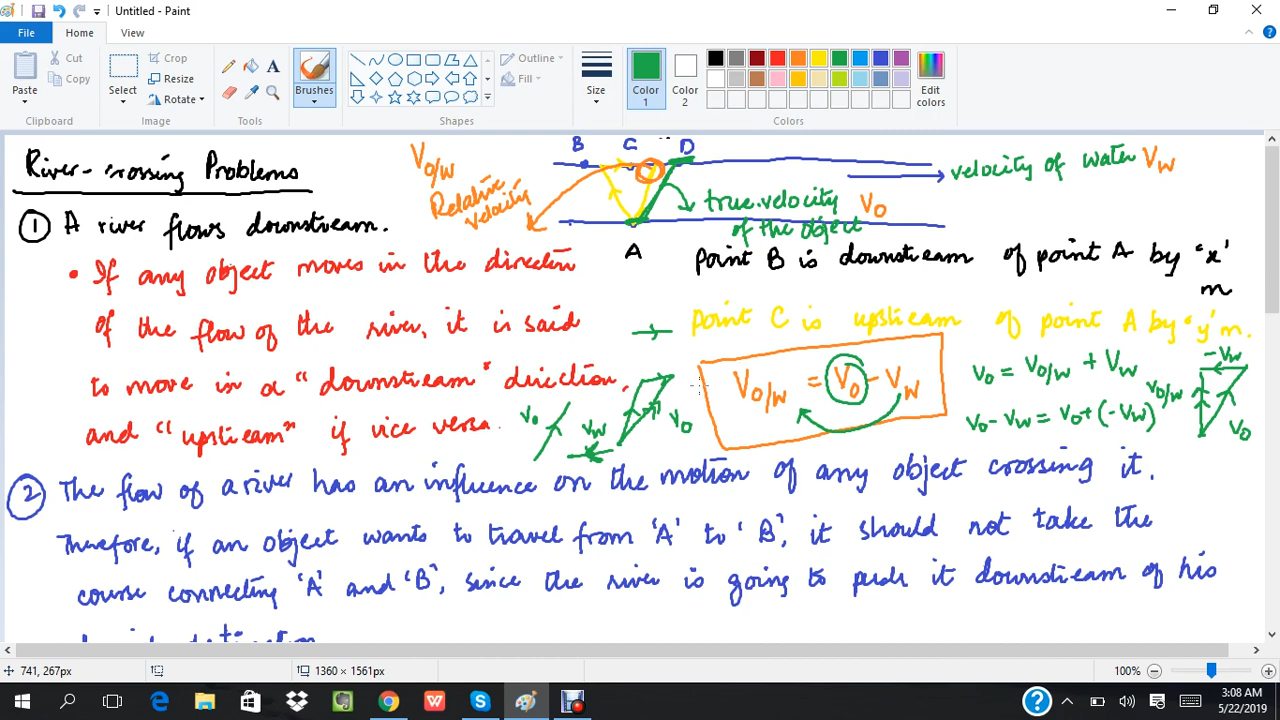 Untitled - Paint
File
Home
View
Paste
Cut
Copy
Clipboard
Select
Crop
Resize
Rotate
Image
A
Tools
Brushes
Outline
Fill
Shapes
Size
Color 1
Color 2
Edit colors
Colors
River-crossing Problems
V o/w
Relative velocity
B C D
A
velocity of water Vw
true velocity of the object Vo
① A river flows downstream.
• If any object moves in the direction
of the flow of the river, it is said
to move in a "downstream" direction,
and "upstream" if vice versa.
Point B is downstream of point A by 'x' m
Point C is upstream of point A by 'y' m.
Vo/w = Vo - Vw
Vo = Vo/w + Vw
Vo - Vw = Vo + (-Vw)
Vo
Vw
Vo
-Vw
Vo/w
Vo
② The flow of a river has an influence on the motion of any object crossing it.
Therefore, if an object wants to travel from 'A' to 'B', it should not take the
course connecting 'A' and 'B', since the river is going to push it downstream of his
741, 267px
1360 × 1561px
100%
3:08 AM
5/22/2019